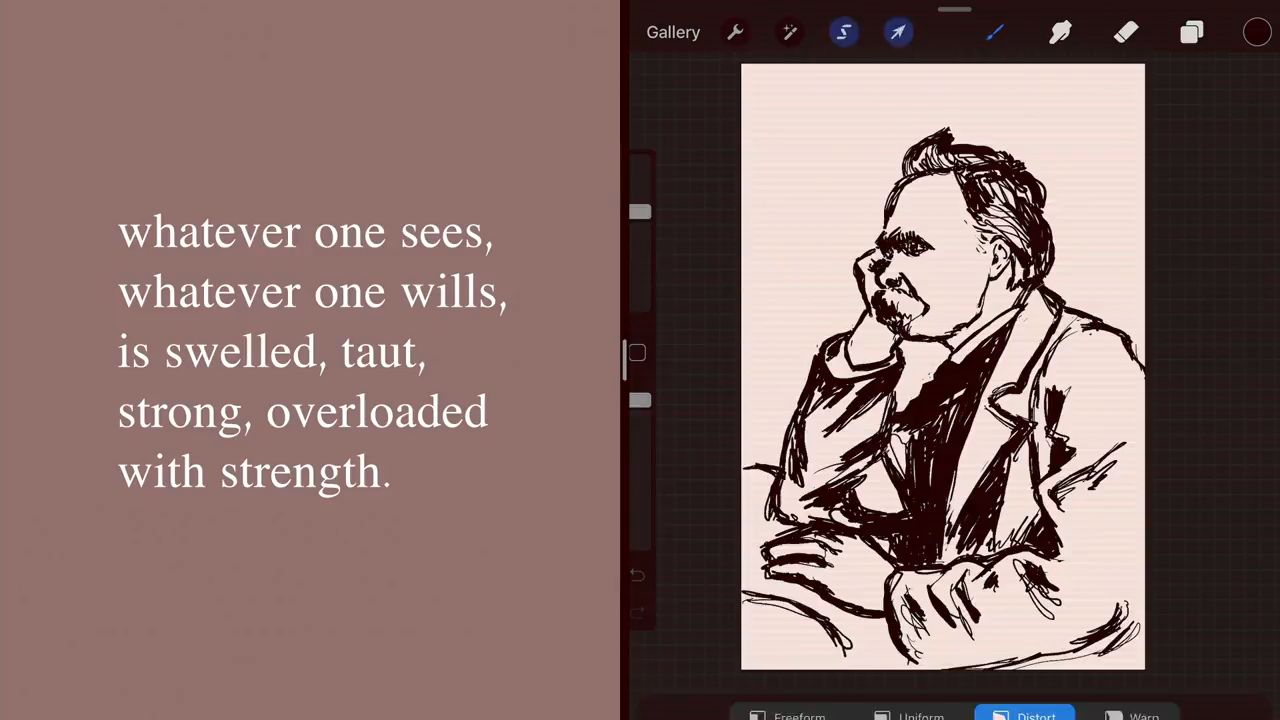 whatever one sees,
whatever one wills,
is swelled, taut,
strong, overloaded
with strength.
Gallery
Freeform
Uniform
Distort
Warp